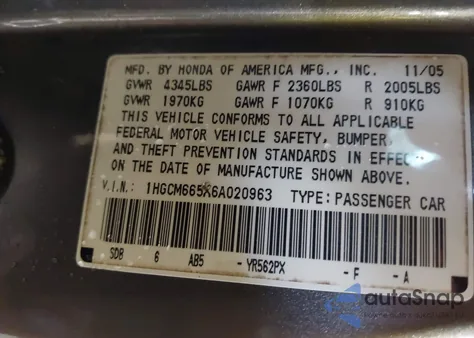 MFD. BY HONDA OF AMERICA MFG., INC. 11/05
GVWR 4345LBS GAWR F 2360LBS R 2005LBS
GVWR 1970KG GAWR F 1070KG R 910KG
THIS VEHICLE CONFORMS TO ALL APPLICABLE
FEDERAL MOTOR VEHICLE SAFETY, BUMPER,
AND THEFT PREVENTION STANDARDS IN EFFECT
ON THE DATE OF MANUFACTURE SHOWN ABOVE.
V.I.N.: 1HGCM665X6A020963 TYPE: PASSENGER CAR
SDB 6 AB5 - YR562PX - F - A
autoSnap